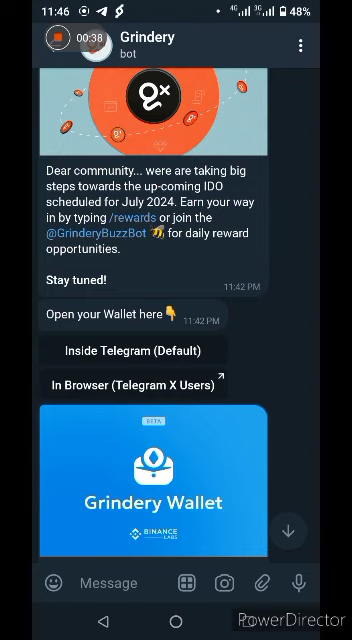 11:46 4G 3G 48%
00:38 Grindery
bot
Dear community... were are taking big
steps towards the up-coming IDO
scheduled for July 2024. Earn your way
in by typing /rewards or join the
@GrinderyBuzzBot 🐝 for daily reward
opportunities.
Stay tuned!
11:42 PM
Open your Wallet here👇 11:42 PM
Inside Telegram (Default)
In Browser (Telegram X Users)
BETA
Grindery Wallet
BINANCE
LABS
Message
PowerDirector